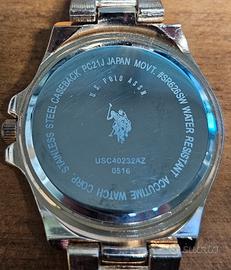 STAINLESS STEEL CASEBACK PC21J JAPAN MOVT. #SR626SW WATER RESISTANT ACCUTIME WATCH CORP.
U.S. POLO ASSN
USC40232AZ
0516